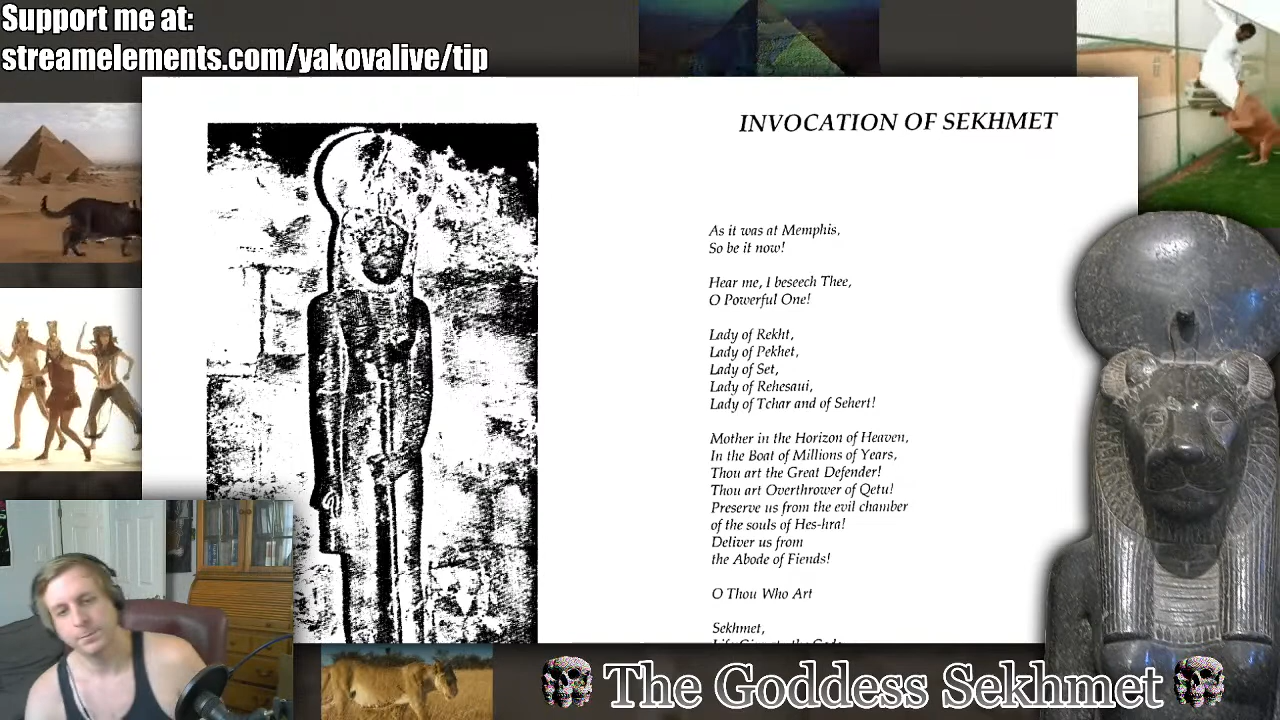 Support me at:
streamelements.com/yakovalive/tip
INVOCATION OF SEKHMET
As it was at Memphis,
So be it now!
Hear me, I beseech Thee,
O Powerful One!
Lady of Rekht,
Lady of Pekhet,
Lady of Set,
Lady of Rehesaui,
Lady of Tchar and of Sehert!
Mother in the Horizon of Heaven,
In the Boat of Millions of Years,
Thou art the Great Defender!
Thou art Overthrower of Qetu!
Preserve us from the evil chamber
of the souls of Hes-hra!
Deliver us from
the Abode of Fiends!
O Thou Who Art
Sekhmet,
The Goddess Sekhmet